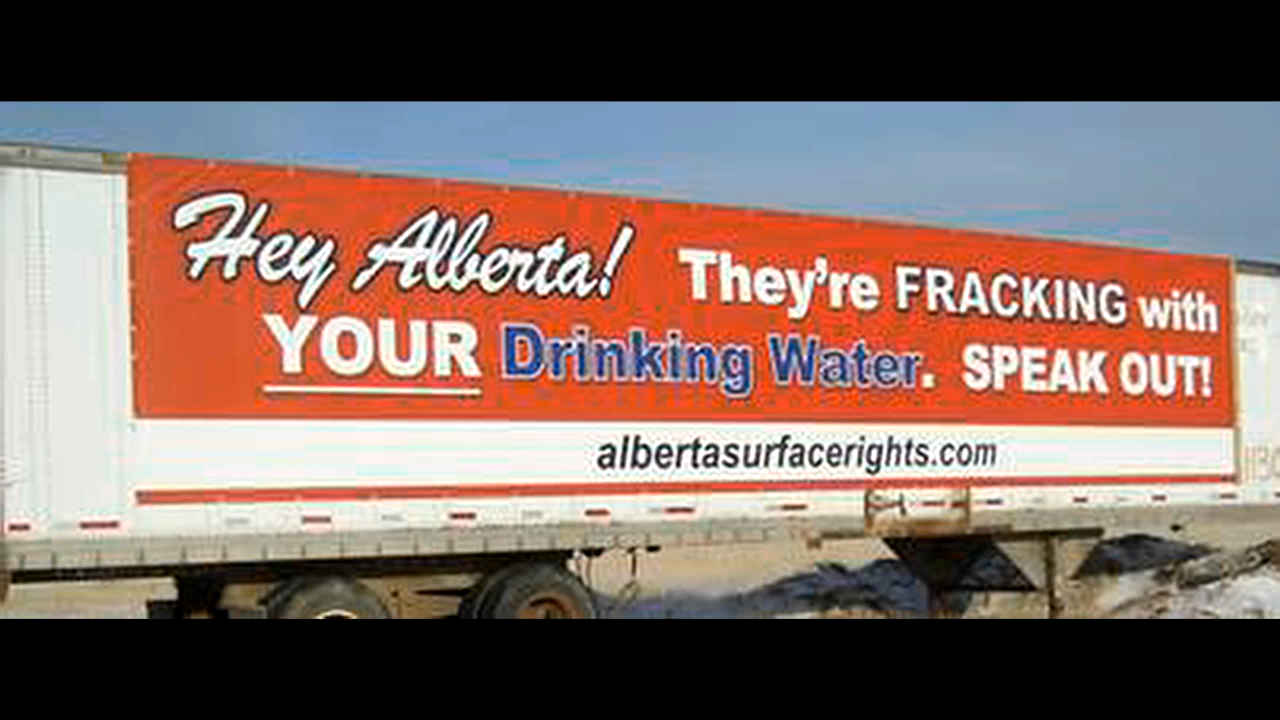 Hey Alberta! They're FRACKING with
YOUR Drinking Water. SPEAK OUT!
albertasurfacerights.com